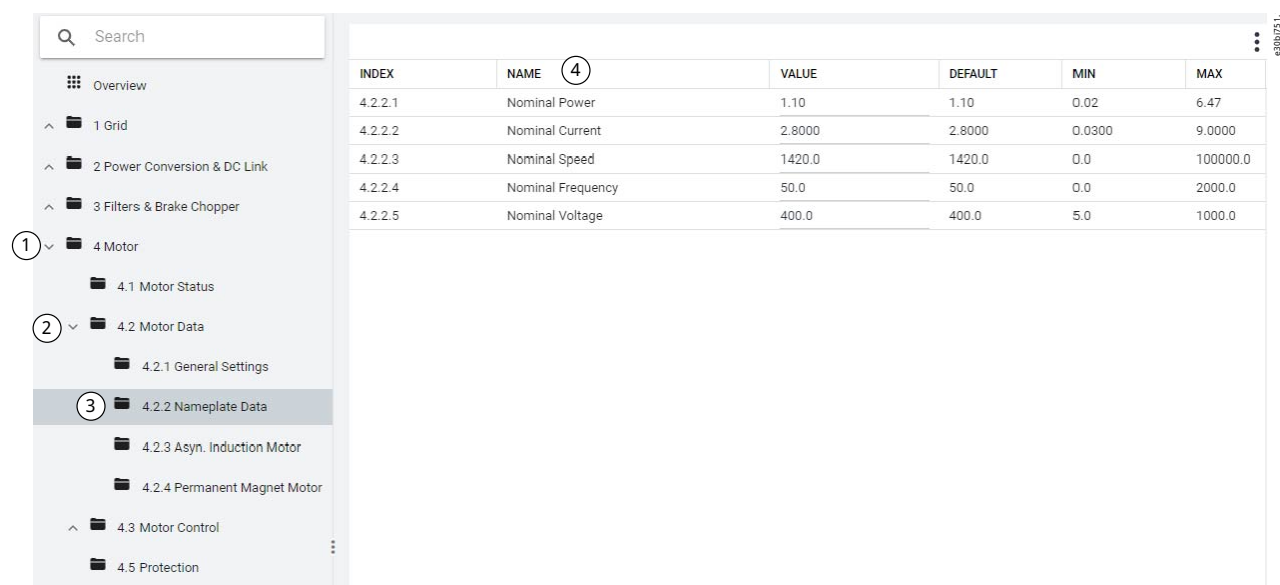 Search
Overview
1 Grid
2 Power Conversion & DC Link
3 Filters & Brake Chopper
1 4 Motor
4.1 Motor Status
2 4.2 Motor Data
4.2.1 General Settings
3 4.2.2 Nameplate Data
4.2.3 Asyn. Induction Motor
4.2.4 Permanent Magnet Motor
4.3 Motor Control
4.5 Protection
INDEX NAME 4 VALUE DEFAULT MIN MAX
4.2.2.1 Nominal Power 1.10 1.10 0.02 6.47
4.2.2.2 Nominal Current 2.8000 2.8000 0.0300 9.0000
4.2.2.3 Nominal Speed 1420.0 1420.0 0.0 100000.0
4.2.2.4 Nominal Frequency 50.0 50.0 0.0 2000.0
4.2.2.5 Nominal Voltage 400.0 400.0 5.0 1000.0